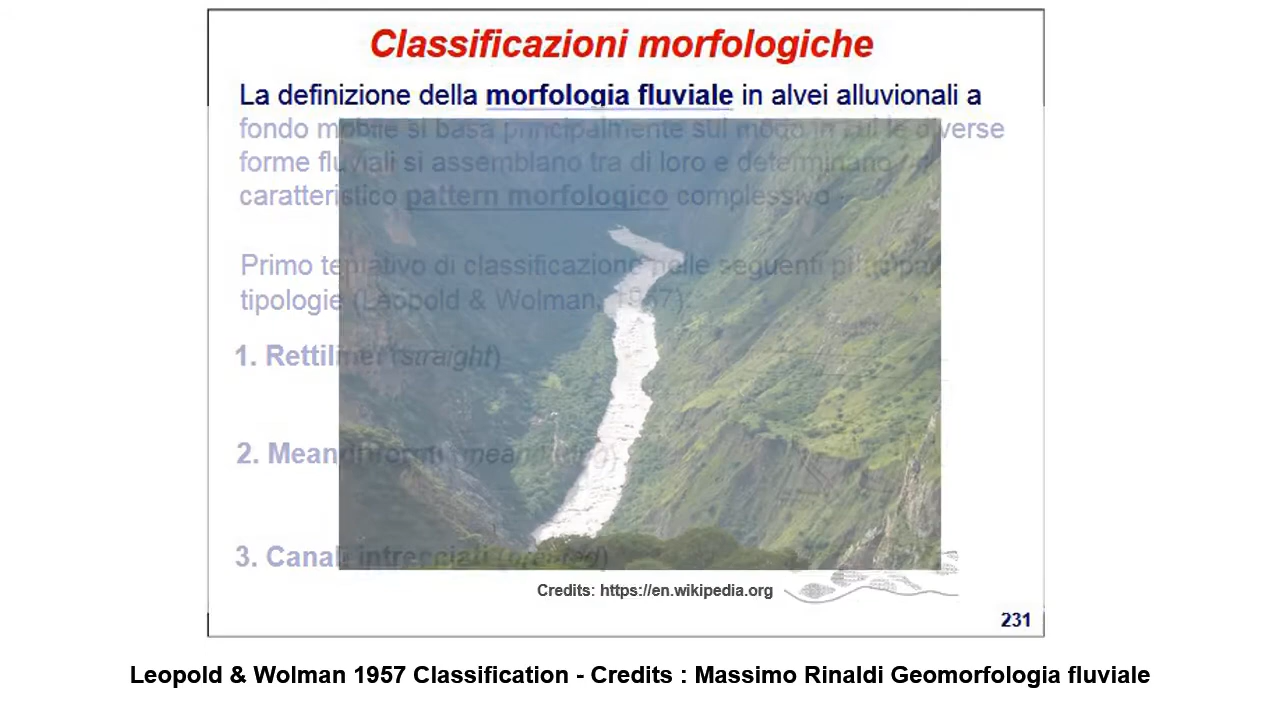 Classificazioni morfologiche
La definizione della morfologia fluviale in alvei alluvionali a
fondo mobile si basa principalmente sul modo in cui le diverse
forme fluviali si assemblano tra di loro e determinano
caratteristico pattern morfologico complessivo
Primo tentativo di classificazione nelle seguenti principali
tipologie (Leopold & Wolman, 1957):
1. Rettilinei (straight)
2. Meandriformi (meandering)
3. Canali intrecciati (braided)
Credits: https://en.wikipedia.org
231
Leopold & Wolman 1957 Classification - Credits : Massimo Rinaldi Geomorfologia fluviale